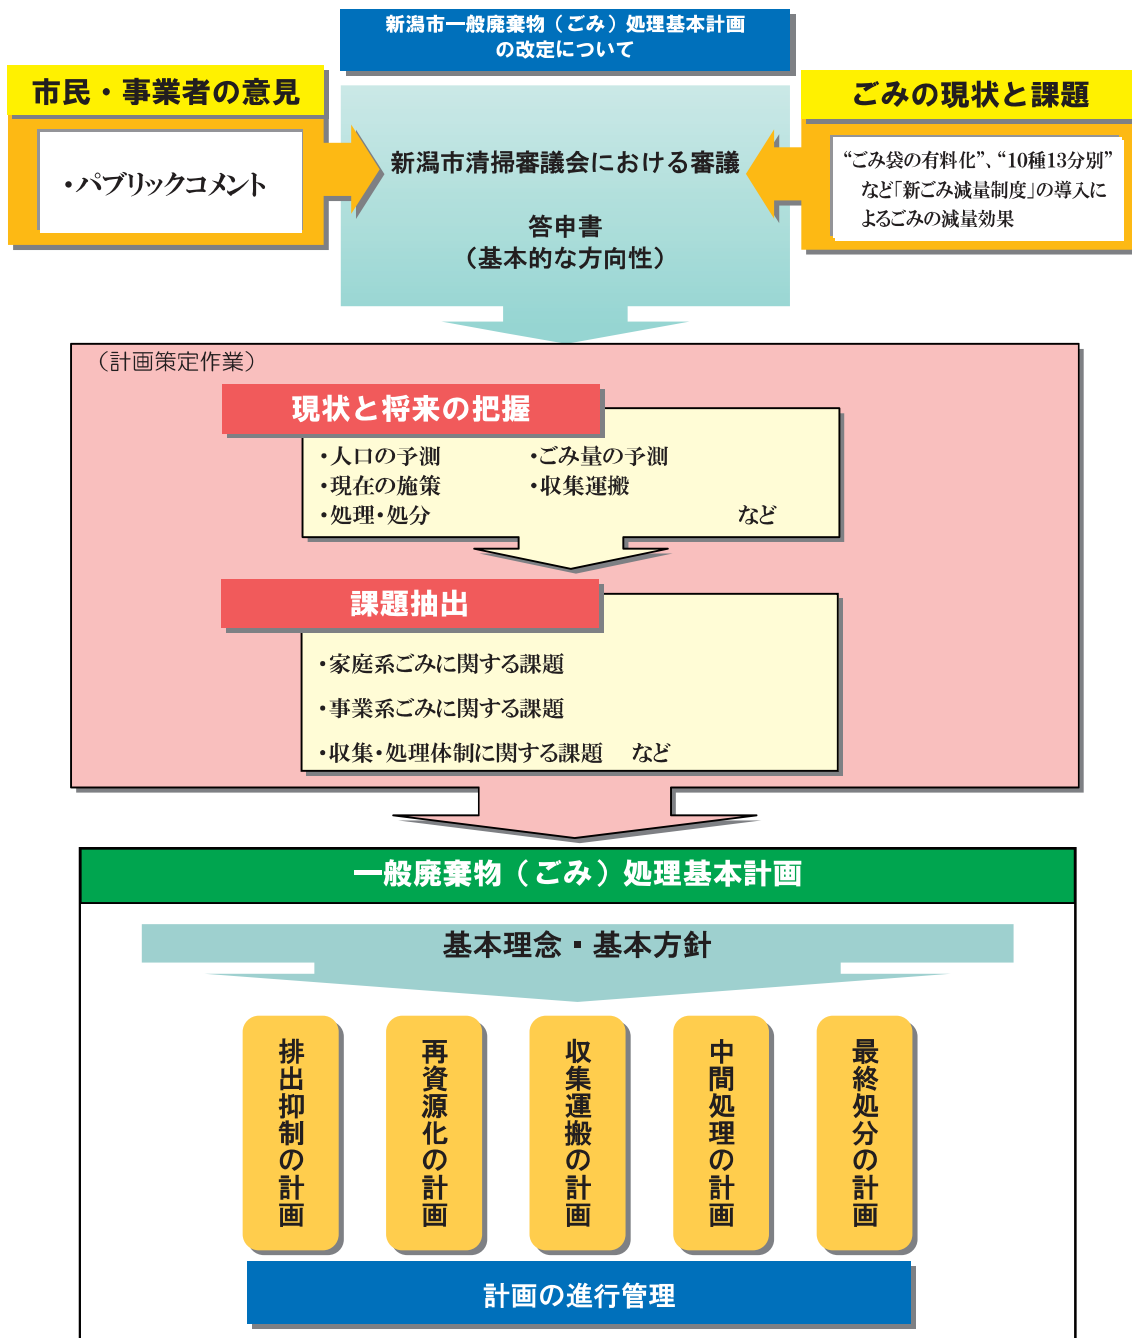 新潟市一般廃棄物（ごみ）処理基本計画
の改定について
市民・事業者の意見
・パブリックコメント
新潟市清掃審議会における審議
答申書
（基本的な方向性）
ごみの現状と課題
“ごみ袋の有料化”、“10種13分別”
など「新ごみ減量制度」の導入に
よるごみの減量効果
（計画策定作業）
現状と将来の把握
・人口の予測　・ごみ量の予測
・現在の施策　・収集運搬
・処理・処分　など
課題抽出
・家庭系ごみに関する課題
・事業系ごみに関する課題
・収集・処理体制に関する課題　など
一般廃棄物（ごみ）処理基本計画
基本理念・基本方針
排出抑制の計画
再資源化の計画
収集運搬の計画
中間処理の計画
最終処分の計画
計画の進行管理